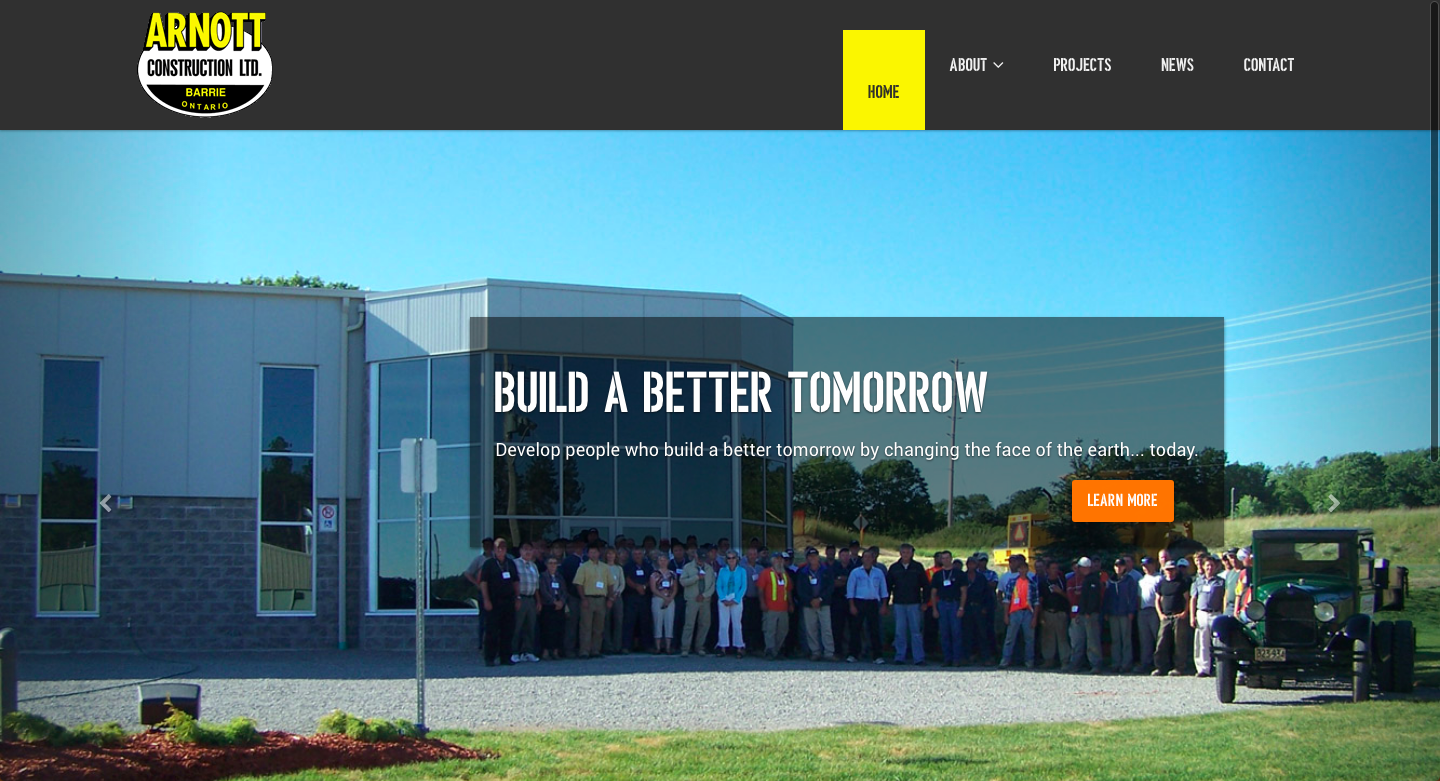 ARNOTT
CONSTRUCTION LTD.
BARRIE
ONTARIO
HOME
ABOUT
PROJECTS
NEWS
CONTACT
BUILD A BETTER TOMORROW
Develop people who build a better tomorrow by changing the face of the earth... today.
LEARN MORE